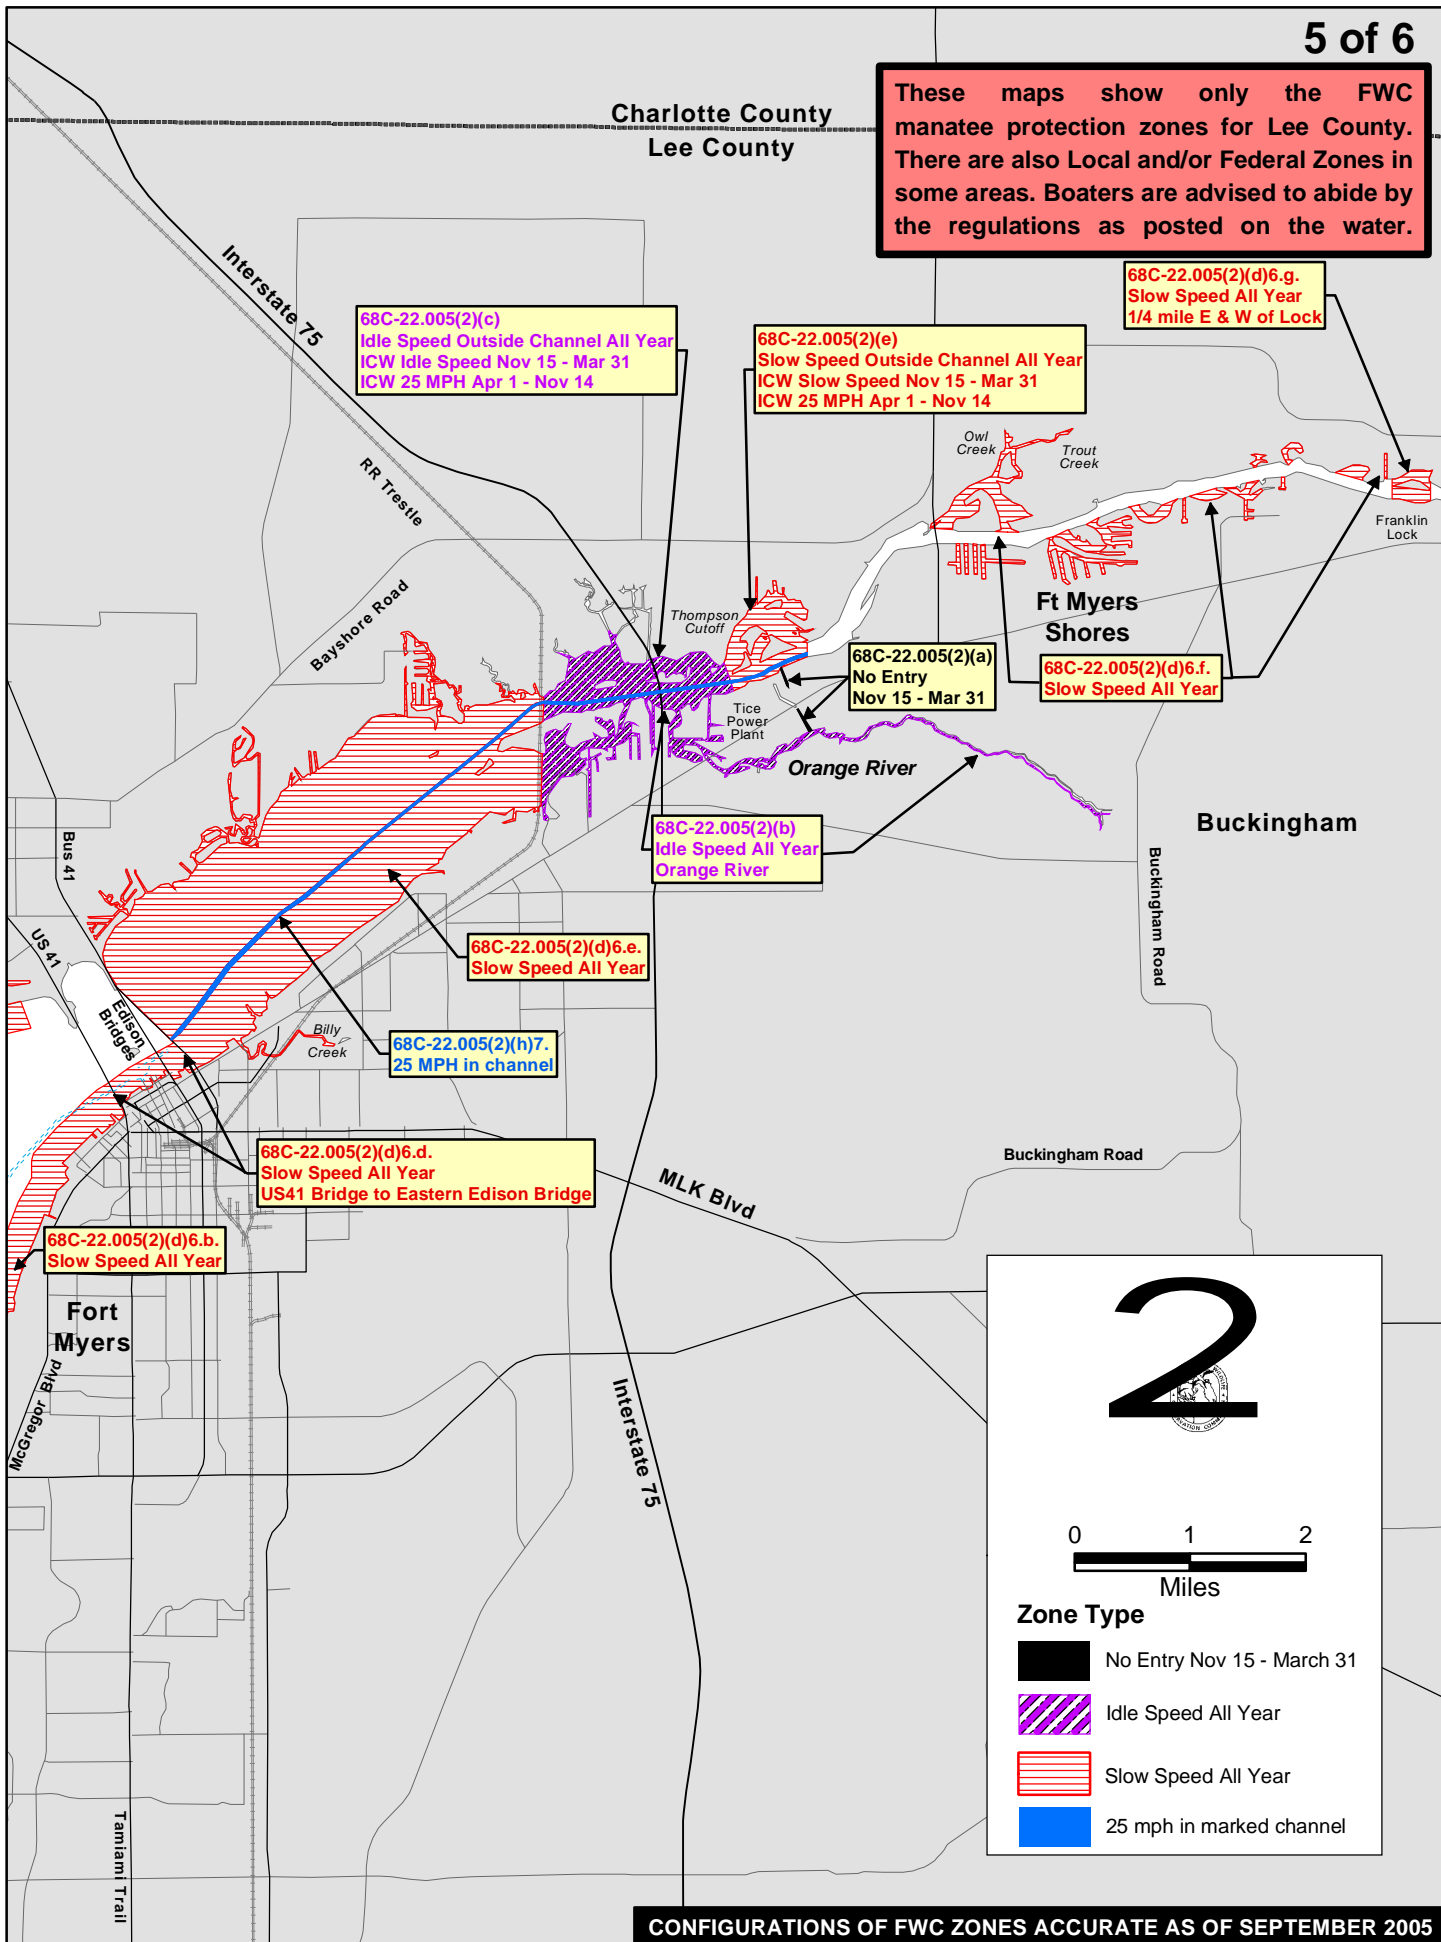 5 of 6
These maps show only the FWC
manatee protection zones for Lee County.
There are also Local and/or Federal Zones in
some areas. Boaters are advised to abide by
the regulations as posted on the water.
Charlotte County
Lee County
68C-22.005(2)(d)6.g.
Slow Speed All Year
1/4 mile E & W of Lock
Interstate 75
68C-22.005(2)(c)
Idle Speed Outside Channel All Year
ICW Idle Speed Nov 15 - Mar 31
ICW 25 MPH Apr 1 - Nov 14
68C-22.005(2)(e)
Slow Speed Outside Channel All Year
ICW Slow Speed Nov 15 - Mar 31
ICW 25 MPH Apr 1 - Nov 14
Owl
Creek
Trout
Creek
RR Trestle
Franklin
Lock
Bayshore Road
Thompson
Cutoff
Ft Myers
Shores
68C-22.005(2)(a)
No Entry
Nov 15 - Mar 31
68C-22.005(2)(d)6.f.
Slow Speed All Year
Tice
Power
Plant
Orange River
Buckingham
68C-22.005(2)(b)
Idle Speed All Year
Orange River
Bus 41
Buckingham Road
US 41
68C-22.005(2)(d)6.e.
Slow Speed All Year
Edison
Bridges
Billy
Creek
68C-22.005(2)(h)7.
25 MPH in channel
68C-22.005(2)(d)6.d.
Slow Speed All Year
US41 Bridge to Eastern Edison Bridge
Buckingham Road
MLK Blvd
68C-22.005(2)(d)6.b.
Slow Speed All Year
Fort
Myers
McGregor Blvd
Interstate 75
2
0 1 2
Miles
Zone Type
No Entry Nov 15 - March 31
Idle Speed All Year
Slow Speed All Year
25 mph in marked channel
Tamiami Trail
CONFIGURATIONS OF FWC ZONES ACCURATE AS OF SEPTEMBER 2005